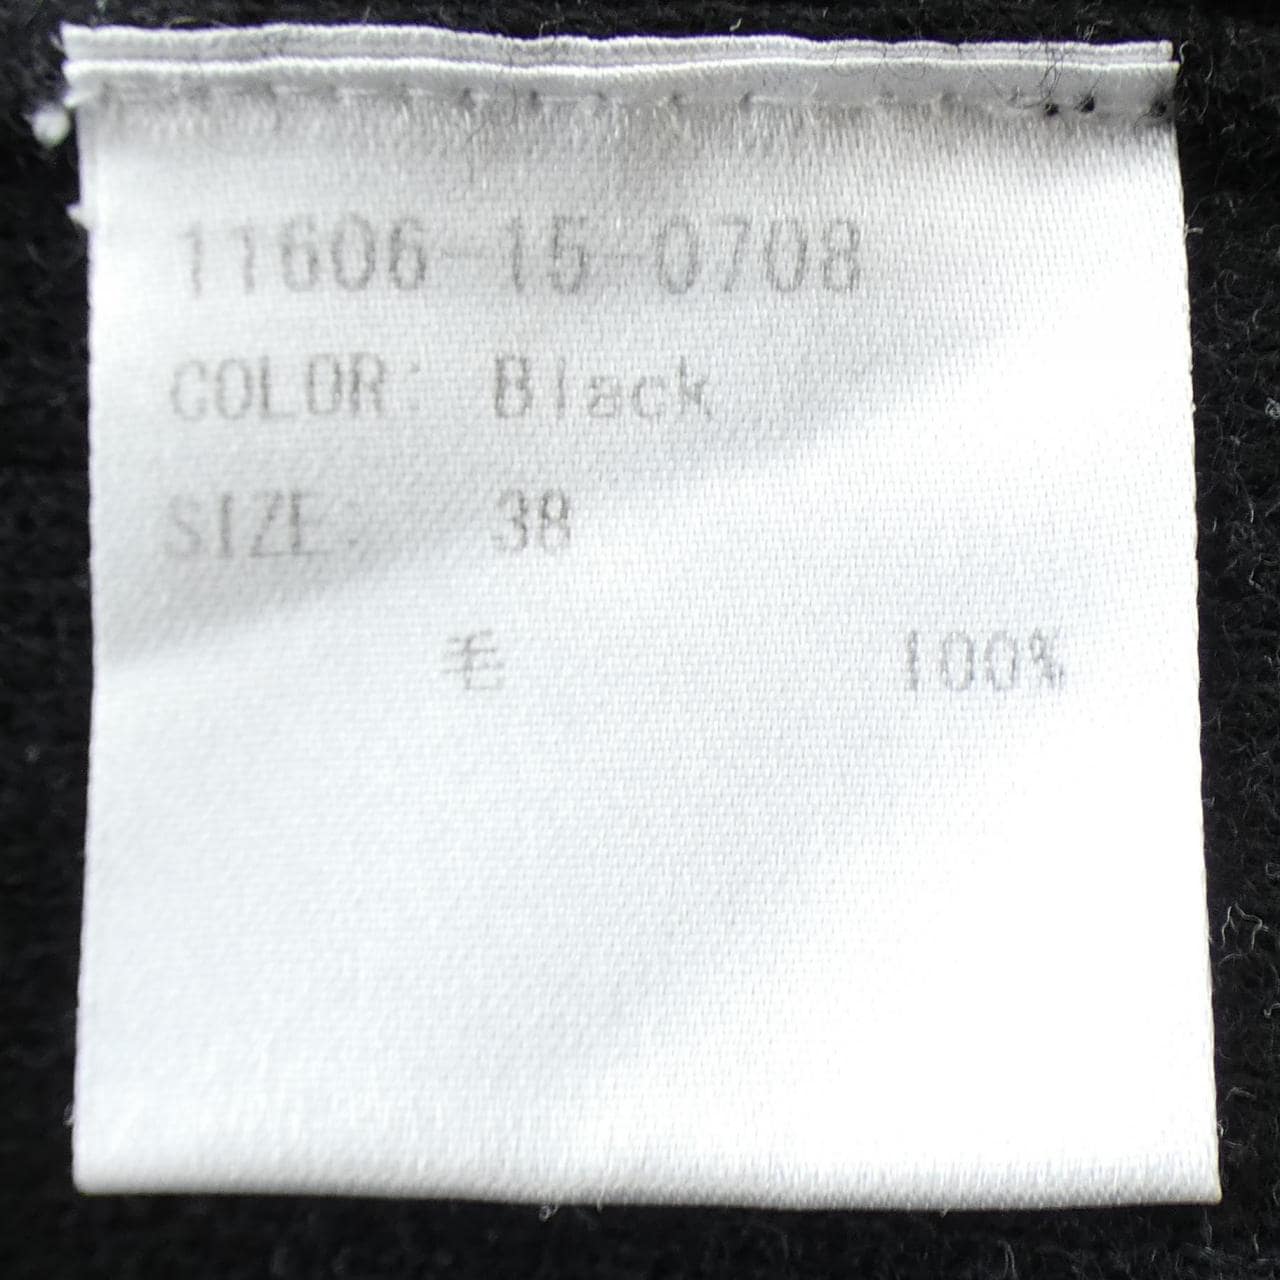 11606-15-0708
COLOR: Black
SIZE: 38
毛 100%